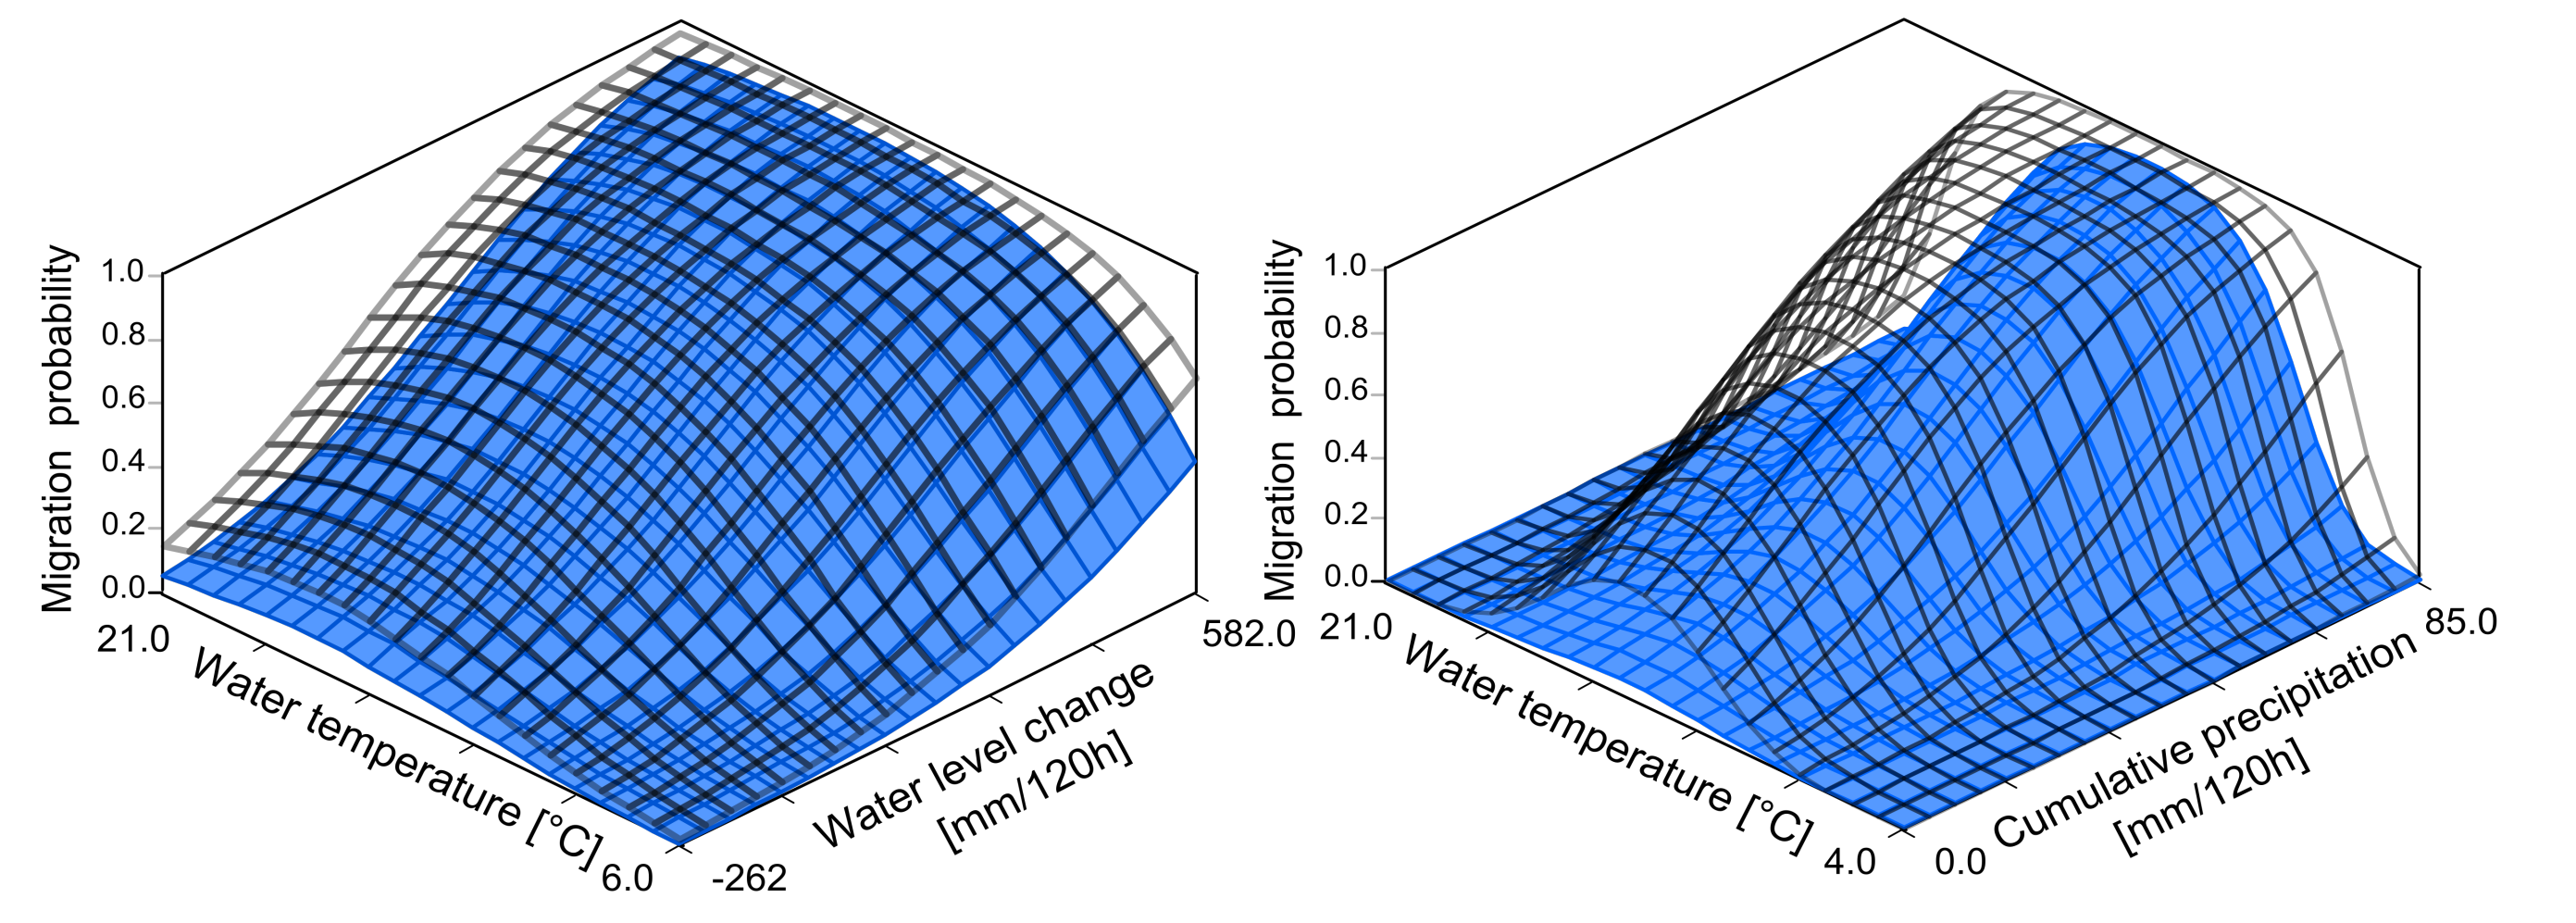 Migration probability
1.0
0.8
0.6
0.4
0.2
0.0
21.0
Water temperature [°C]
6.0
-262
Water level change
[mm/120h]
582.0
Migration probability
1.0
0.8
0.6
0.4
0.2
0.0
21.0
Water temperature [°C]
4.0
0.0
Cumulative precipitation
[mm/120h]
85.0